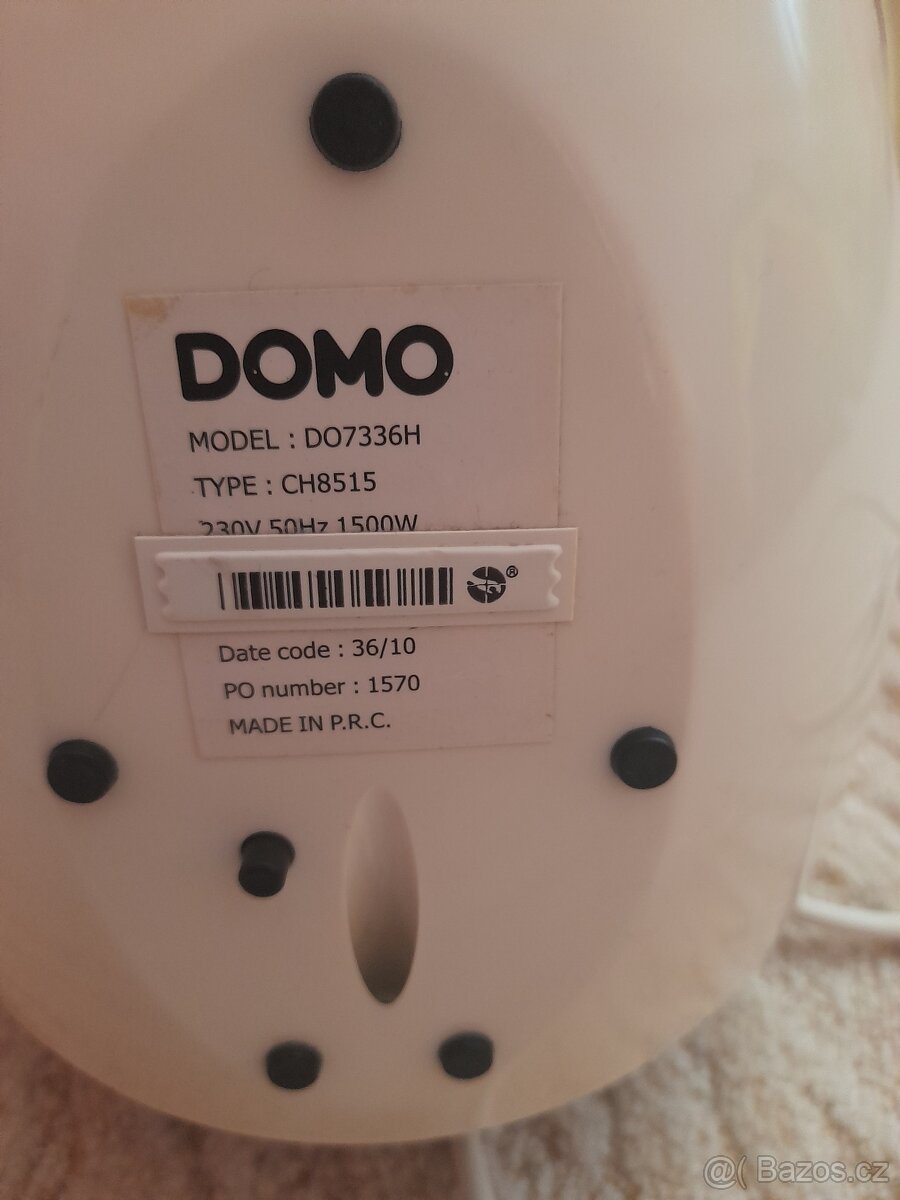 DOMO
MODEL : DO7336H
TYPE : CH8515
230V 50Hz 1500W
®
Date code : 36/10
PO number : 1570
MADE IN P.R.C.
@( Bazos.cz